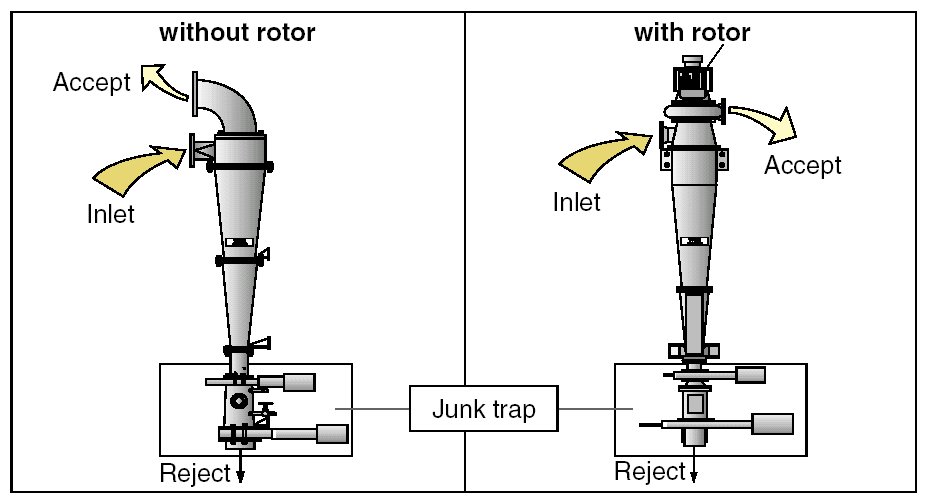 without rotor
Accept
Inlet
Reject
with rotor
Accept
Inlet
Reject
Junk trap